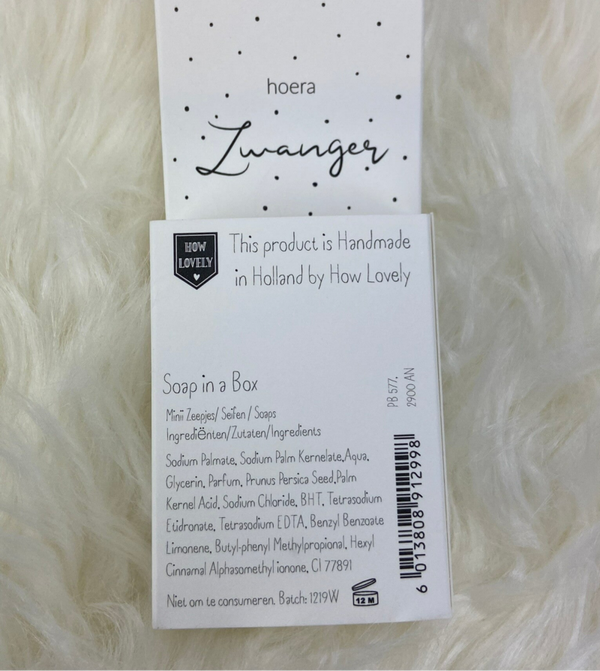 hoera
Zwanger
HOW
LOVELY
This product is Handmade
in Holland by How Lovely
Soap in a Box
PB 577,
2900 AN
Minii Zeepjes/ Seifen / Soaps
IngrediËnten/Zutaten/Ingredients
Sodium Palmate, Sodium Palm Kernelate,Aqua,
Glycerin, Parfum, Prunus Persica Seed,Palm
Kernel Acid, Sodium Chloride, BHT, Tetrasodium
Etidronate, Tetrasodium EDTA, Benzyl Benzoate
Limonene, Butyl-phenyl Methylpropional, Hexyl
Cinnamal Alphasomethyl ionone, CI 77891
Niet om te consumeren. Batch: 1219W
12 M
6 013808 912998